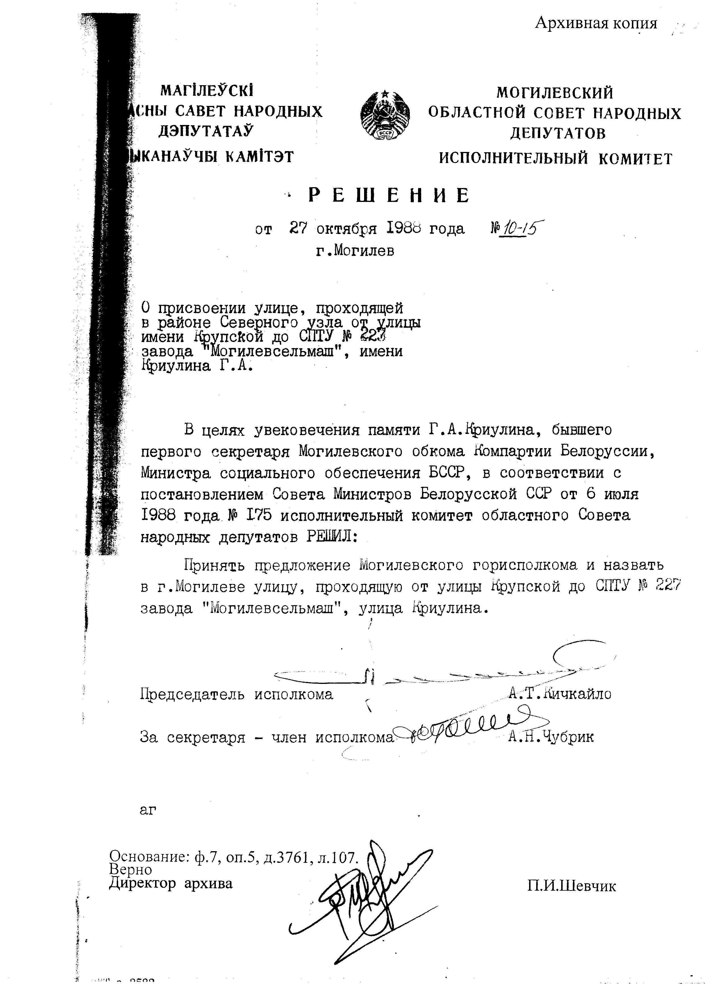 Архивная копия
МАГІЛЕЎСКІ
АСНЫ САВЕТ НАРОДНЫХ
ДЭПУТАТАЎ
ЫКАНАЎЧЫ КАМІТЭТ
БССР
МОГИЛЕВСКИЙ
ОБЛАСТНОЙ СОВЕТ НАРОДНЫХ
ДЕПУТАТОВ
ИСПОЛНИТЕЛЬНЫЙ КОМИТЕТ
РЕШЕНИЕ
от 27 октября 1988 года № 10-15
г.Могилев
О присвоении улице, проходящей
в районе Северного узла от улицы
имени Крупской до СПТУ № 227
завода "Могилевсельмаш", имени
Криулина Г.А.
В целях увековечения памяти Г.А.Криулина, бывшего
первого секретаря Могилевского обкома Компартии Белоруссии,
Министра социального обеспечения БССР, в соответствии с
постановлением Совета Министров Белорусской ССР от 6 июля
1988 года № 175 исполнительный комитет областного Совета
народных депутатов РЕШИЛ:
Принять предложение Могилевского горисполкома и назвать
в г.Могилеве улицу, проходящую от улицы Крупской до СПТУ № 227
завода "Могилевсельмаш", улица Криулина.
Председатель исполкома А.Т.Кичкайло
За секретаря - член исполкома А.Н.Чубрик
аг
Основание: ф.7, оп.5, д.3761, л.107.
Верно
Директор архива П.И.Шевчик